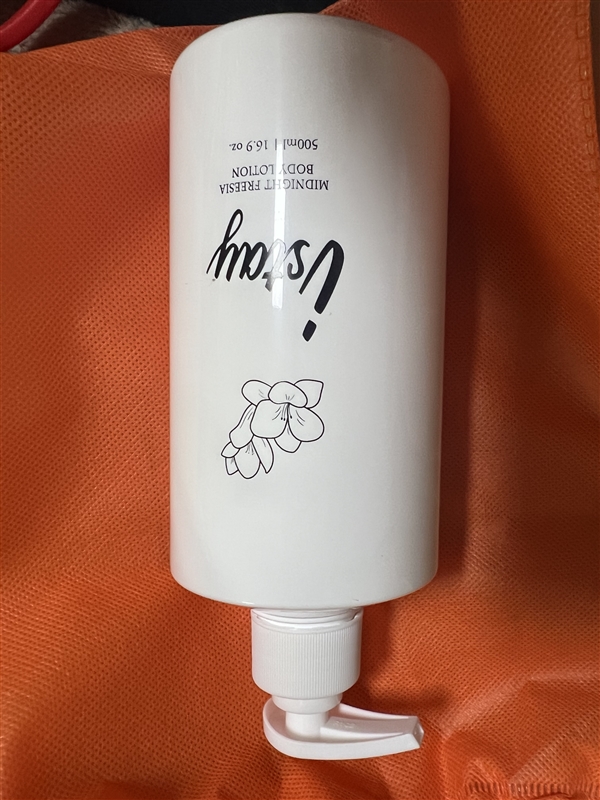 istay
MIDNIGHT FREESIA
BODY LOTION
500ml | 16.9 oz.